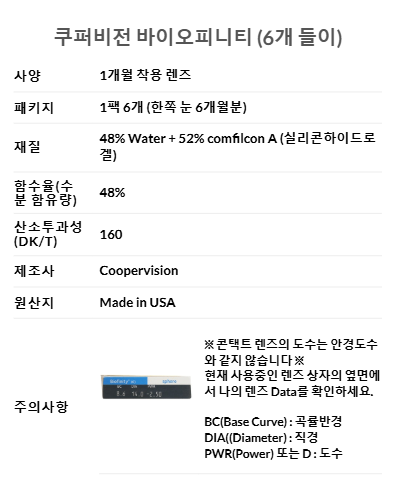 쿠퍼비전 바이오피니티 (6개 들이)
사양
1개월 착용 렌즈
패키지
1팩 6개 (한쪽 눈 6개월분)
재질
48% Water + 52% comfilcon A (실리콘하이드로
겔)
함수율(수
분 함유량)
48%
산소투과성
(DK/T)
160
제조사
Coopervision
원산지
Made in USA
주의사항
※ 콘택트 렌즈의 도수는 안경도수
와 같지 않습니다 ※
현재 사용중인 렌즈 상자의 옆면에
서 나의 렌즈 Data를 확인하세요.
BC(Base Curve) : 곡률반경
DIA((Diameter) : 직경
PWR(Power) 또는 D : 도수